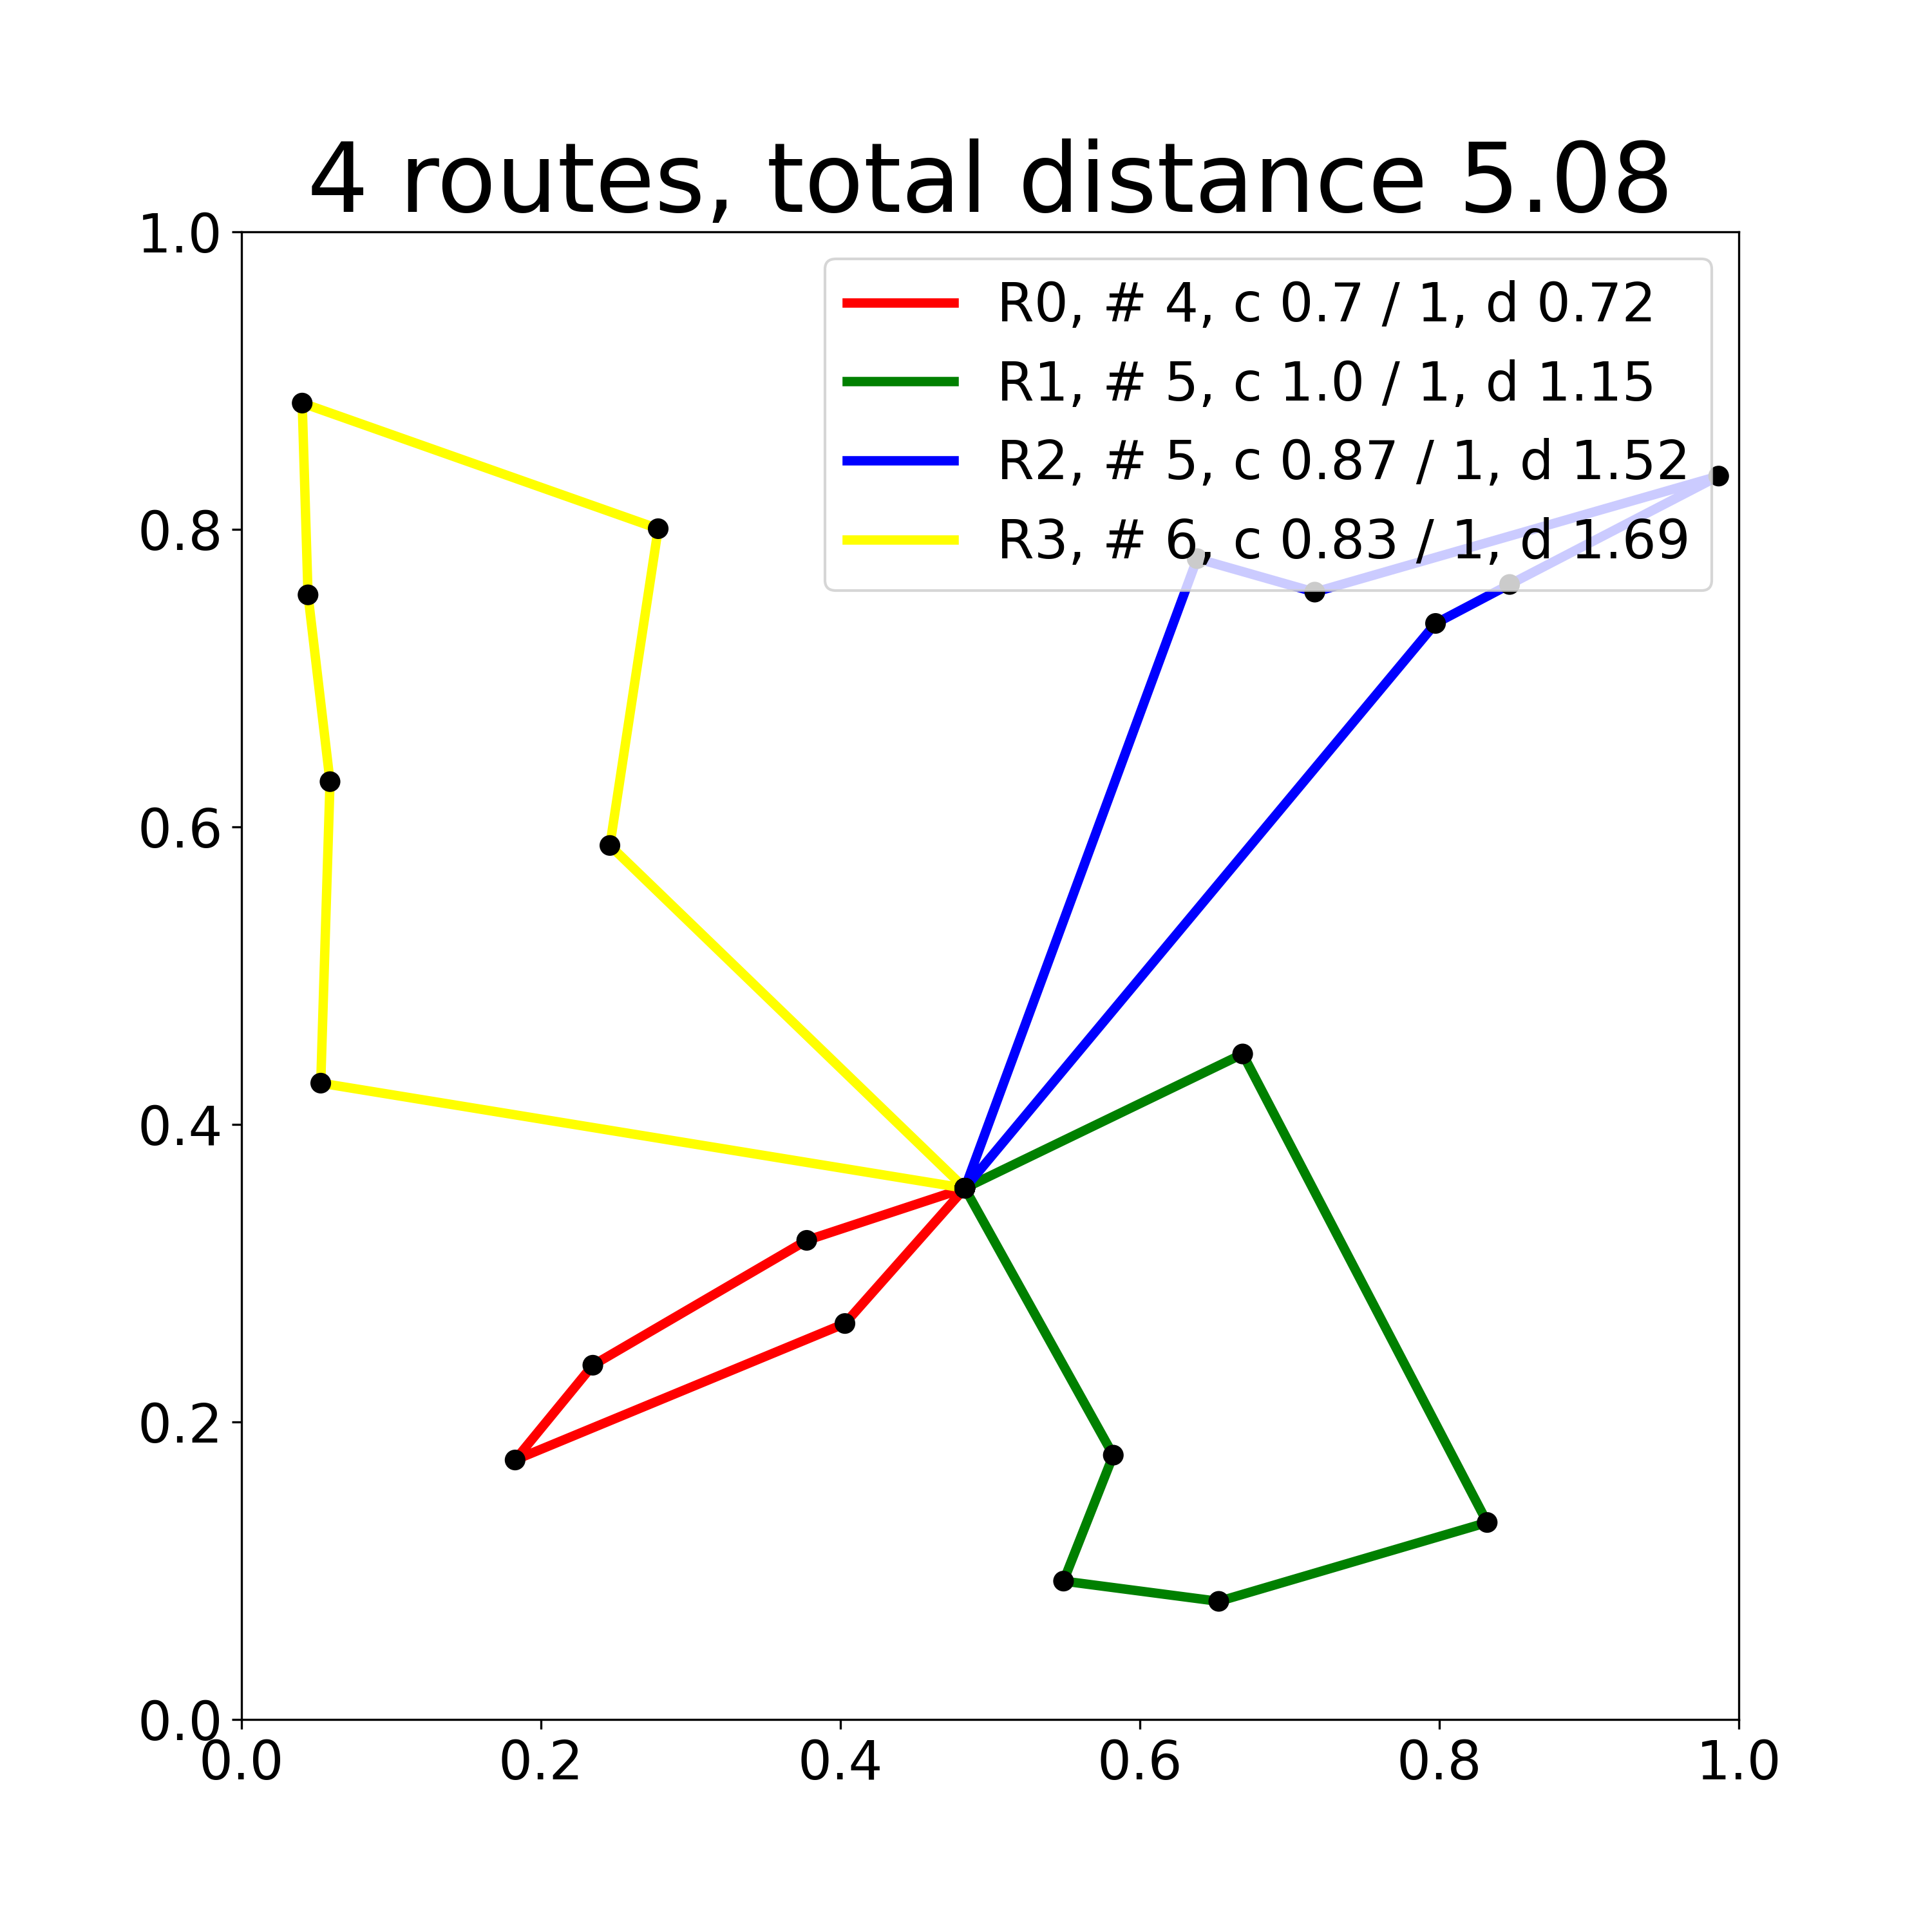 4 routes, total distance 5.08
1.0
R0, # 4, c 0.7 / 1, d 0.72
R1, # 5, c 1.0 / 1, d 1.15
R2, # 5, c 0.87 / 1, d 1.52
R3, # 6, c 0.83 / 1, d 1.69
0.8
0.6
0.4
0.2
0.0
0.0 0.2 0.4 0.6 0.8 1.0